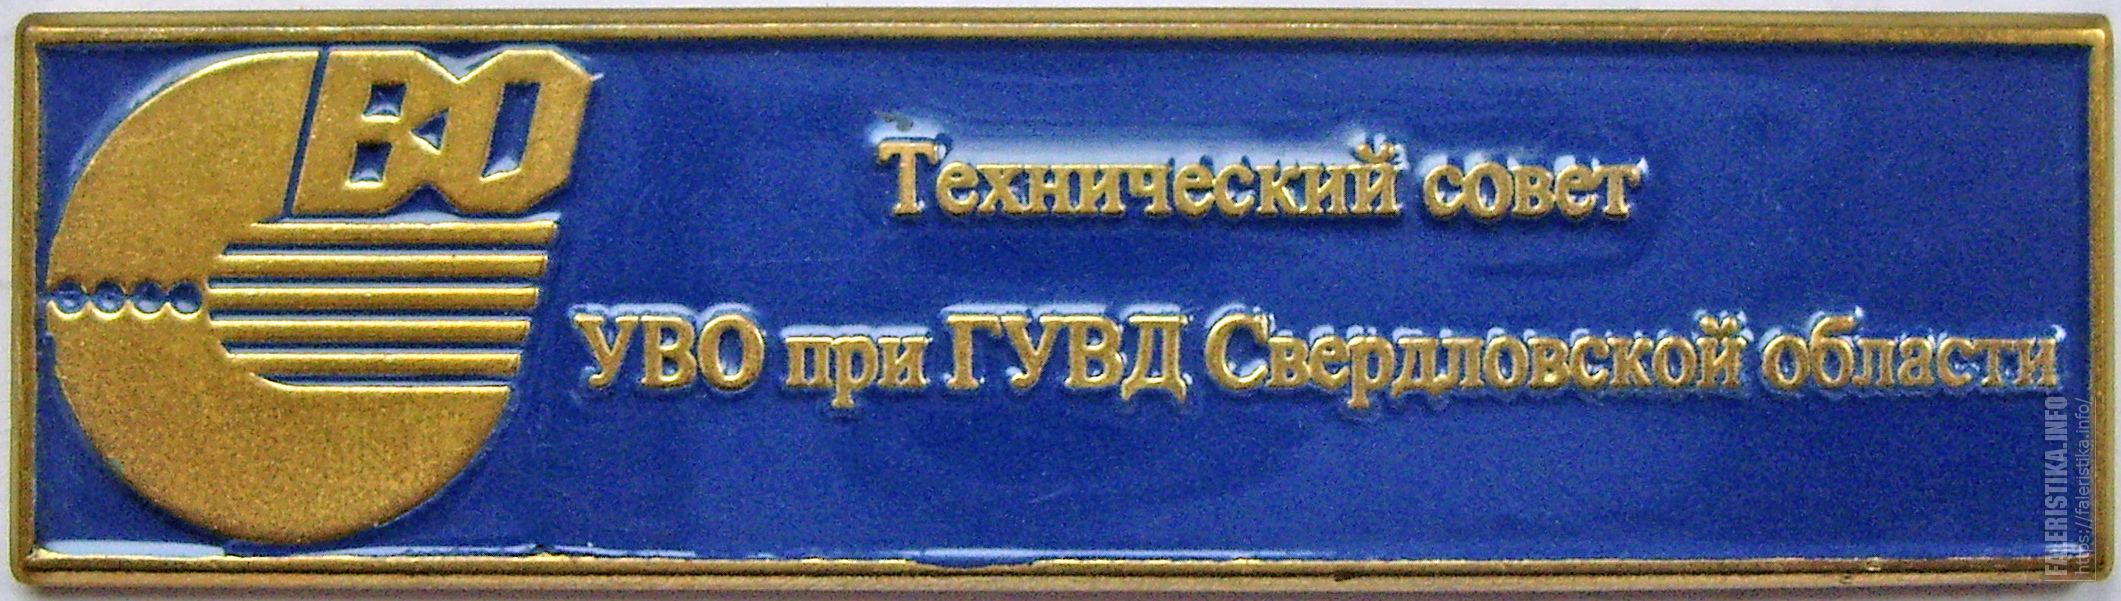 ВО
Технический совет
УВО при ГУВД Свердловской области
FALERISTIKA.INFO
https://faleristika.info/